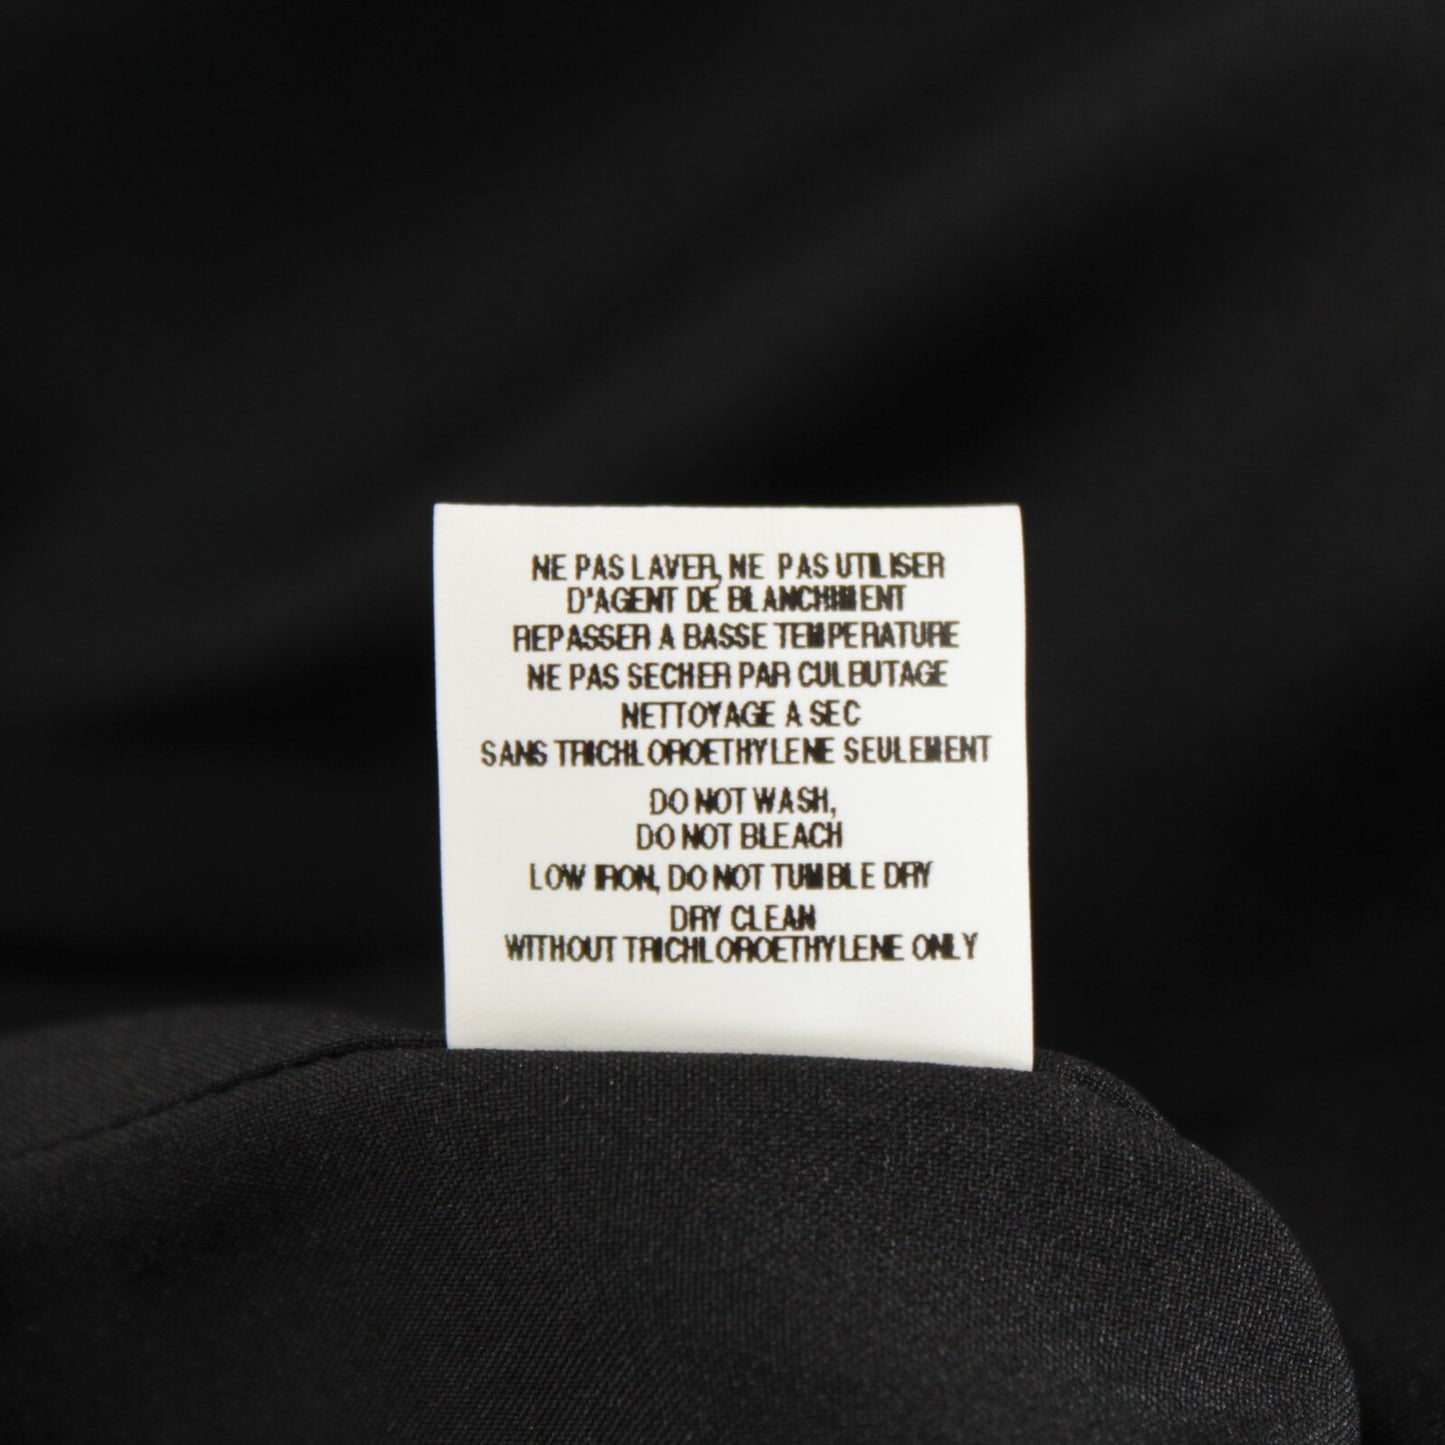 NE PAS LAVER, NE PAS UTILISER
D'AGENT DE BLANCHIMENT
REPASSER A BASSE TEMPERATURE
NE PAS SECHER PAR CULBUTAGE
NETTOYAGE A SEC
SANS TRICHLOROETHYLENE SEULEMENT
DO NOT WASH,
DO NOT BLEACH
LOW IRON, DO NOT TUMBLE DRY
DRY CLEAN
WITHOUT TRICHLOROETHYLENE ONLY